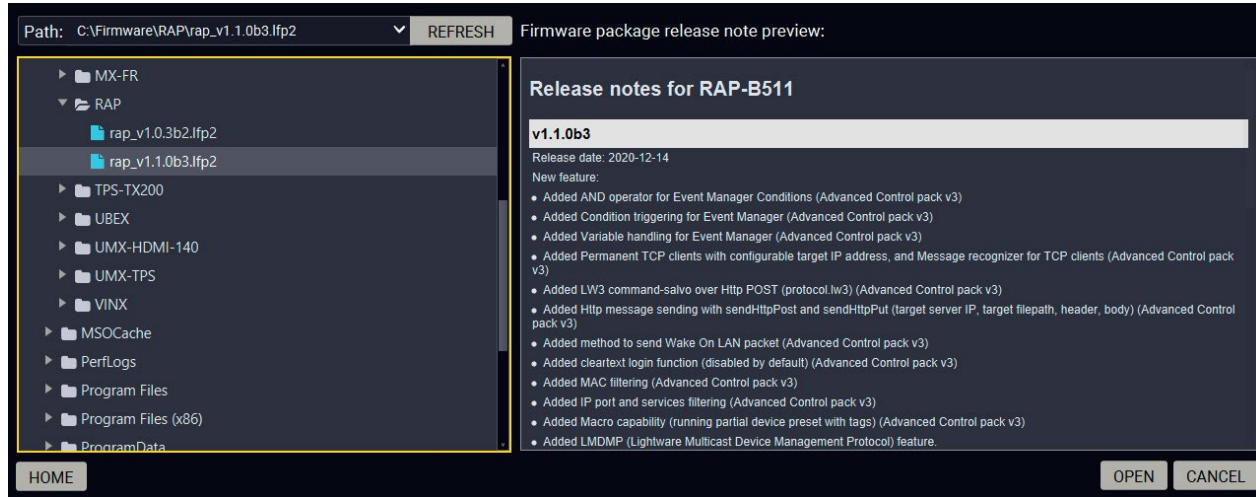 Path: C:\Firmware\RAP\rap_v1.1.0b3.lfp2 REFRESH
Firmware package release note preview:
MX-FR
RAP
rap_v1.0.3b2.lfp2
rap_v1.1.0b3.lfp2
TPS-TX200
UBEX
UMX-HDMI-140
UMX-TPS
VINX
MSOCache
PerfLogs
Program Files
Program Files (x86)
ProgramData
Release notes for RAP-B511
v1.1.0b3
Release date: 2020-12-14
New feature:
● Added AND operator for Event Manager Conditions (Advanced Control pack v3)
● Added Condition triggering for Event Manager (Advanced Control pack v3)
● Added Variable handling for Event Manager (Advanced Control pack v3)
● Added Permanent TCP clients with configurable target IP address, and Message recognizer for TCP clients (Advanced Control pack
v3)
● Added LW3 command-salvo over Http POST (protocol.lw3) (Advanced Control pack v3)
● Added Http message sending with sendHttpPost and sendHttpPut (target server IP, target filepath, header, body) (Advanced Control
pack v3)
● Added method to send Wake On LAN packet (Advanced Control pack v3)
● Added cleartext login function (disabled by default) (Advanced Control pack v3)
● Added MAC filtering (Advanced Control pack v3)
● Added IP port and services filtering (Advanced Control pack v3)
● Added Macro capability (running partial device preset with tags) (Advanced Control pack v3)
● Added LMDMP (Lightware Multicast Device Management Protocol) feature.
HOME
OPEN CANCEL